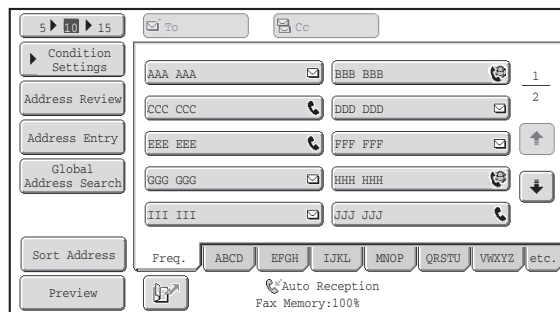 5 10 15
To
Cc
Condition
Settings
Address Review
Address Entry
Global
Address Search
Sort Address
Preview
AAA AAA
BBB BBB
CCC CCC
DDD DDD
EEE EEE
FFF FFF
GGG GGG
HHH HHH
III III
JJJ JJJ
1
2
Freq. ABCD EFGH IJKL MNOP QRSTU VWXYZ etc.
Auto Reception
Fax Memory:100%